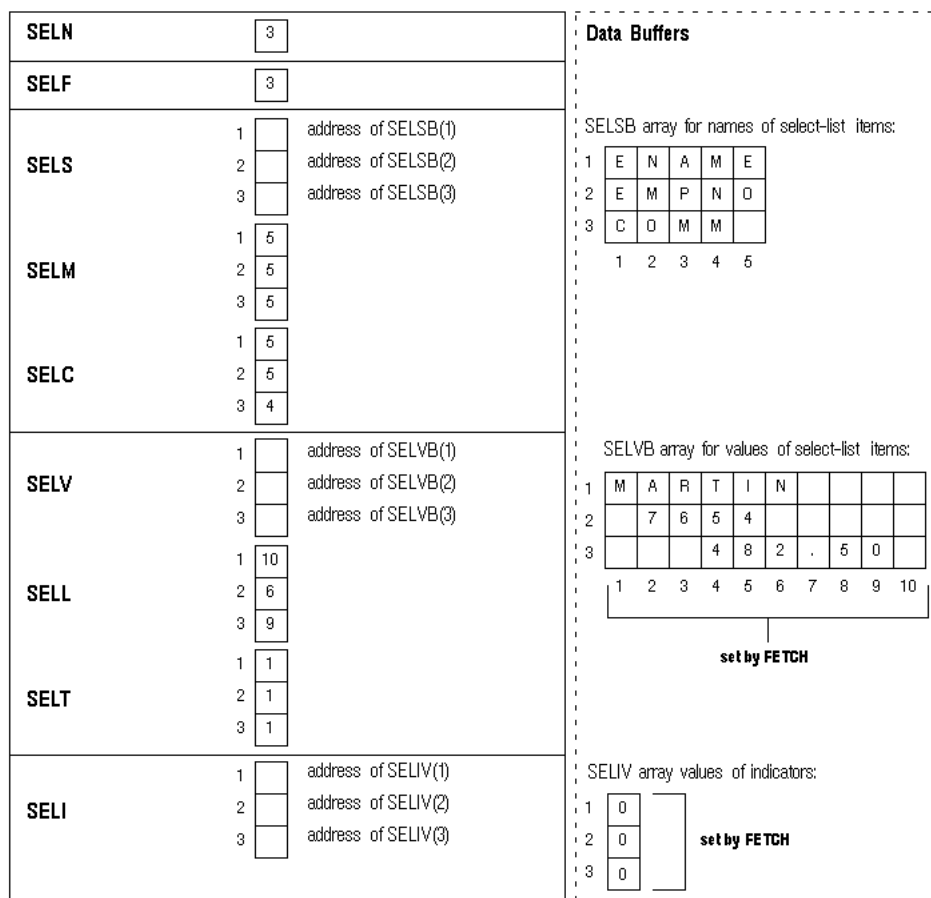 SELN 3
SELF 3
SELS
1 address of SELSB(1)
2 address of SELSB(2)
3 address of SELSB(3)
SELM
1 5
2 5
3 5
SELC
1 5
2 5
3 4
SELV
1 address of SELVB(1)
2 address of SELVB(2)
3 address of SELVB(3)
SELL
1 10
2 6
3 9
SELT
1 1
2 1
3 1
SELI
1 address of SELIV(1)
2 address of SELIV(2)
3 address of SELIV(3)
Data Buffers
SELSB array for names of select-list items:
1 E N A M E
2 E M P N O
3 C O M M
1 2 3 4 5
SELVB array for values of select-list items:
1 M A R T I N
2 7 6 5 4
3 4 8 2 . 5 0
1 2 3 4 5 6 7 8 9 10
set by FETCH
SELIV array values of indicators:
1 0
2 0
3 0
set by FETCH